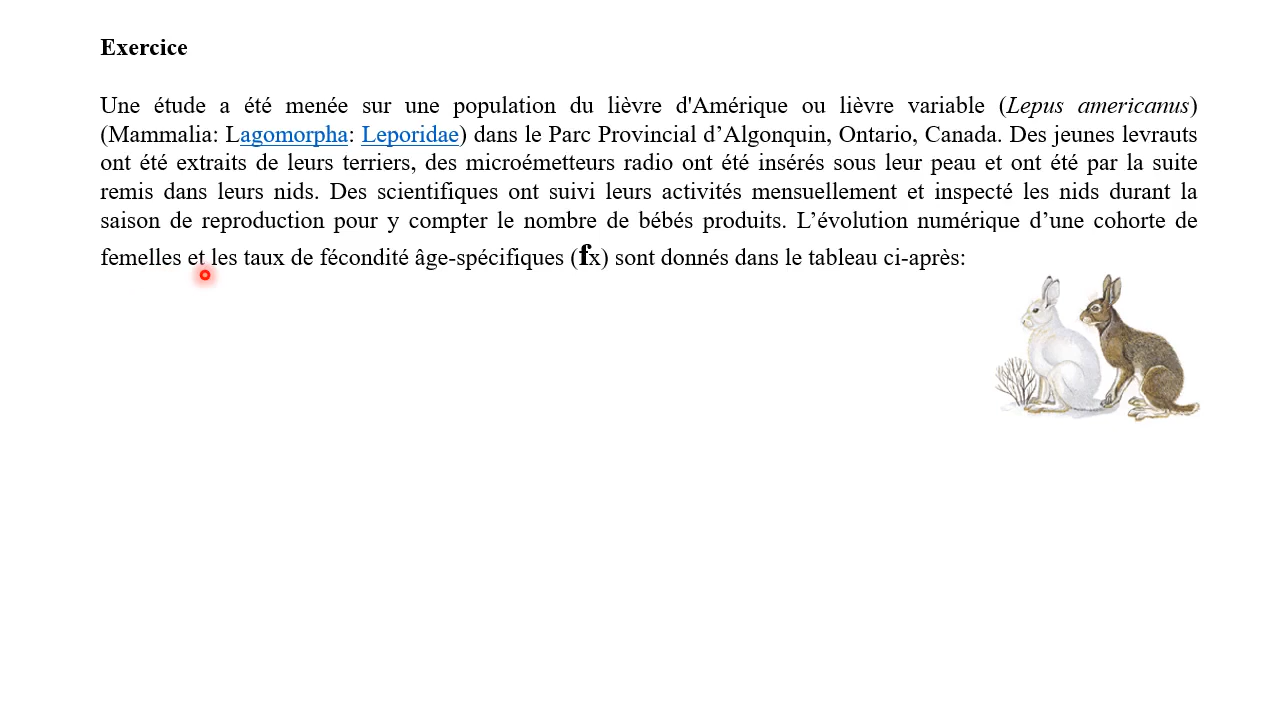 Exercice
Une étude a été menée sur une population du lièvre d'Amérique ou lièvre variable (Lepus americanus)
(Mammalia: Lagomorpha: Leporidae) dans le Parc Provincial d’Algonquin, Ontario, Canada. Des jeunes levrauts
ont été extraits de leurs terriers, des microémetteurs radio ont été insérés sous leur peau et ont été par la suite
remis dans leurs nids. Des scientifiques ont suivi leurs activités mensuellement et inspecté les nids durant la
saison de reproduction pour y compter le nombre de bébés produits. L’évolution numérique d’une cohorte de
femelles et les taux de fécondité âge-spécifiques (fx) sont donnés dans le tableau ci-après: